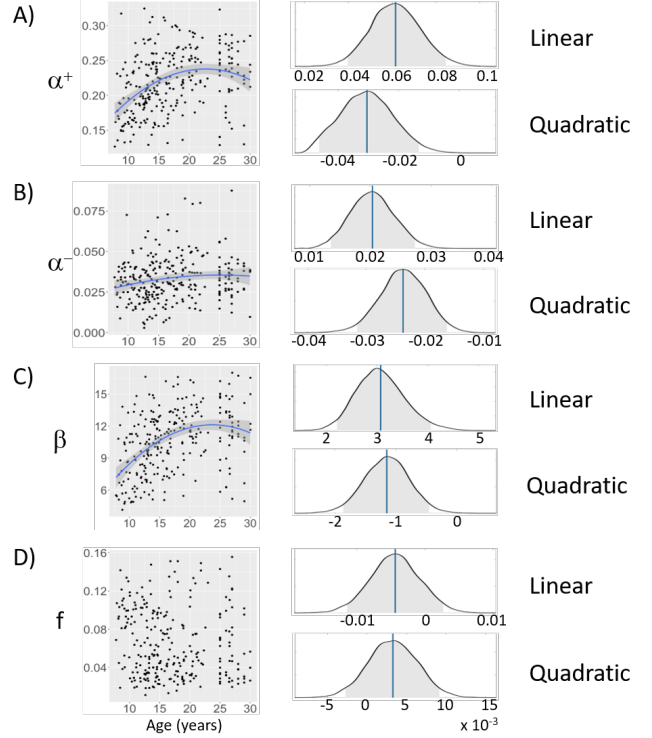 A)
α+
0.30
0.25
0.20
0.15
10 15 20 25 30
0.02 0.04 0.06 0.08 0.1
Linear
-0.04 -0.02 0
Quadratic
B)
α−
0.075
0.050
0.025
0.000
10 15 20 25 30
0.01 0.02 0.03 0.04
Linear
-0.04 -0.03 -0.02 -0.01
Quadratic
C)
β
15
12
9
6
10 15 20 25 30
2 3 4 5
Linear
-2 -1 0
Quadratic
D)
f
0.16
0.12
0.08
0.04
10 15 20 25 30
Age (years)
-0.01 0 0.01
Linear
-5 0 5 10 15
x 10-3
Quadratic